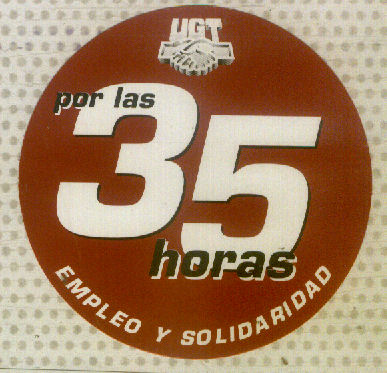 UGT
por las
35
horas
EMPLEO Y SOLIDARIDAD